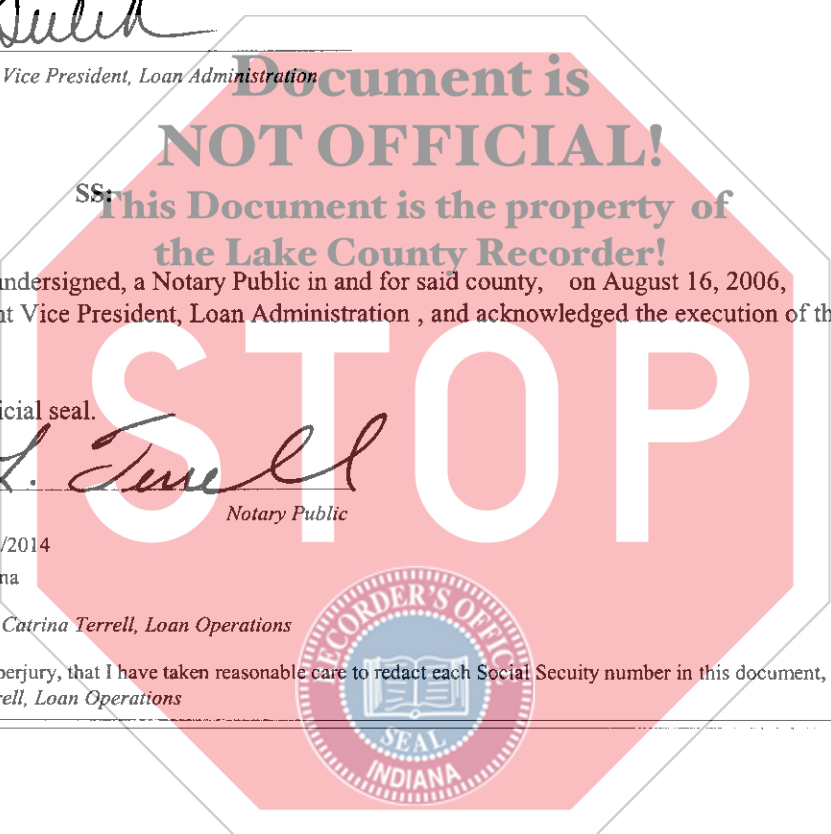 Vice President, Loan Administration
Document is
NOT OFFICIAL!
SS:
This Document is the property of
the Lake County Recorder!
undersigned, a Notary Public in and for said county, on August 16, 2006,
nt Vice President, Loan Administration , and acknowledged the execution of th
STOP
icial seal.
L. Terrell
Notary Public
/2014
na
Catrina Terrell, Loan Operations
perjury, that I have taken reasonable care to redact each Social Secuity number in this document,
rell, Loan Operations
RECORDER'S OFFICE
SEAL
INDIANA